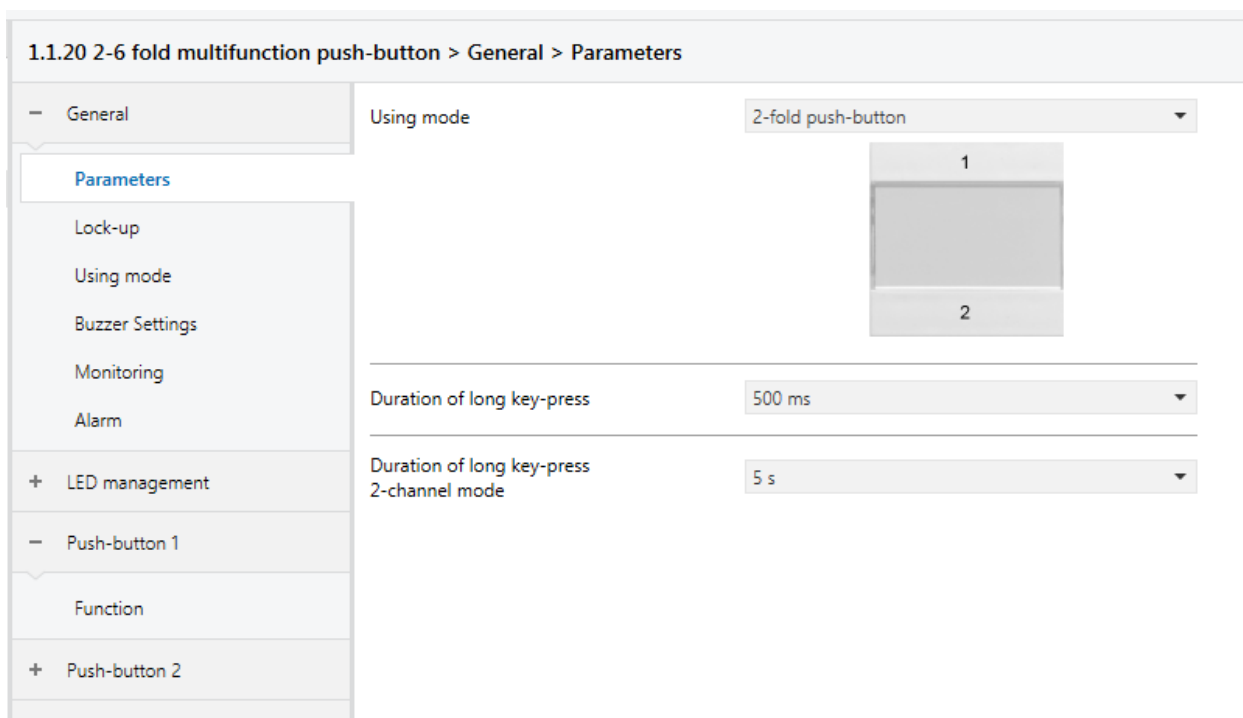 1.1.20 2-6 fold multifunction push-button > General > Parameters
− General
Parameters
Lock-up
Using mode
Buzzer Settings
Monitoring
Alarm
+ LED management
− Push-button 1
Function
+ Push-button 2
Using mode
2-fold push-button
1
2
Duration of long key-press
500 ms
Duration of long key-press
2-channel mode
5 s